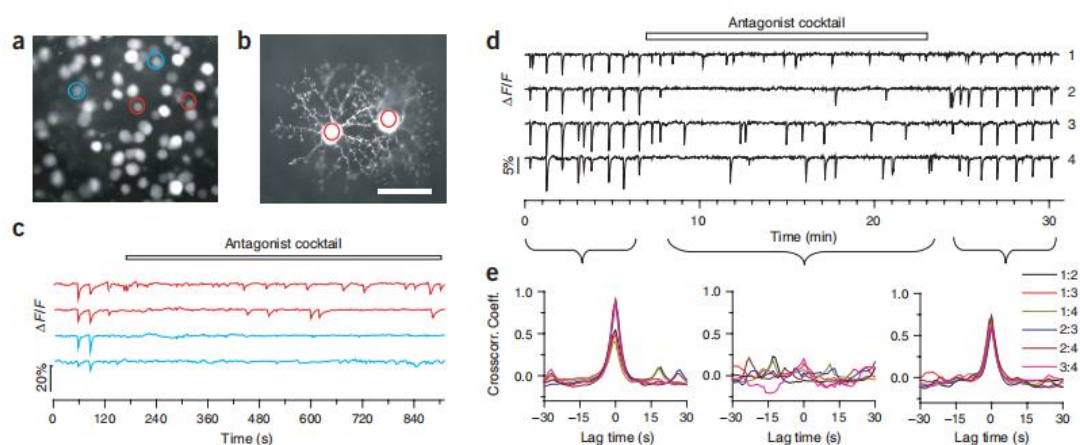 a
b
c
Antagonist cocktail
ΔF/F
20%
0 120 240 360 480 600 720 840
Time (s)
d
Antagonist cocktail
ΔF/F
5%
1
2
3
4
0 10 20 30
Time (min)
e
Crosscorr. Coeff.
1.0
0.5
0.0
−30 −15 0 15 30
Lag time (s)
1.0
0.5
0.0
−30 −15 0 15 30
Lag time (s)
1.0
0.5
0.0
−30 −15 0 15 30
Lag time (s)
1:2
1:3
1:4
2:3
2:4
3:4